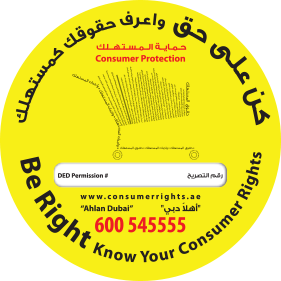 كن على حق واعرف حقوقك كمستهلك
حماية المستهلك
Consumer Protection
DED Permission # رقم التصريح
www.consumerrights.ae
"Ahlan Dubai" "أهلاً دبي"
600 545555
Be Right Know Your Consumer Rights